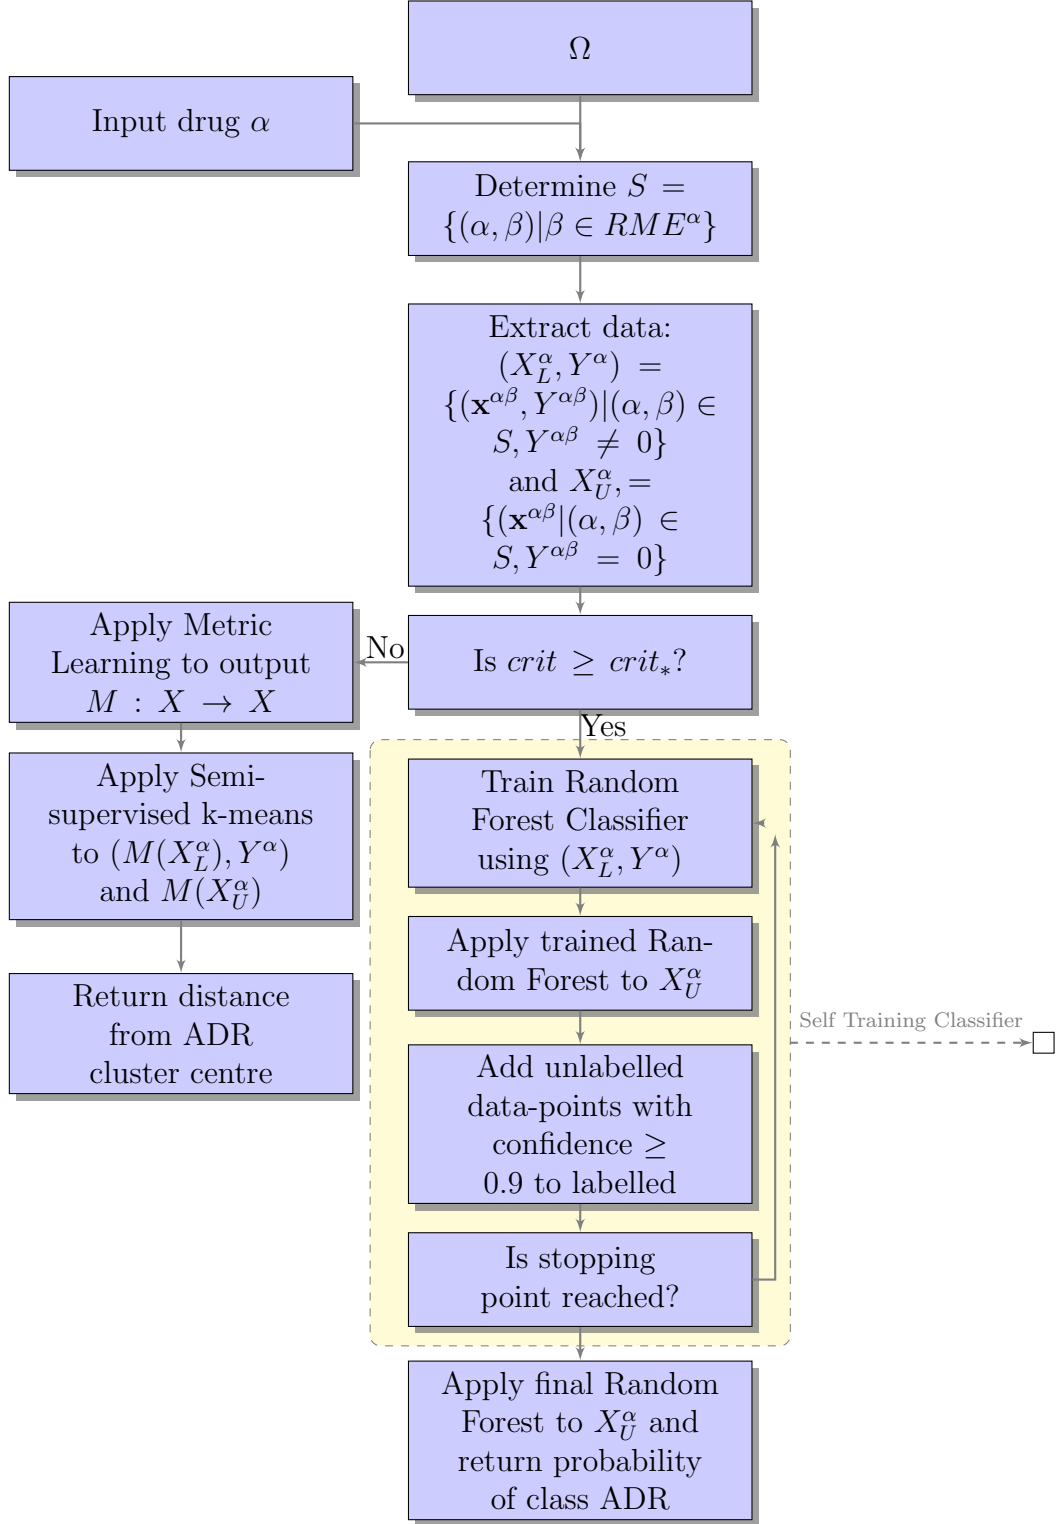 Ω
Input drug α
Determine S =
{(α, β)|β ∈ RME^α}
Extract data:
(X_L^α, Y^α) =
{(𝐱^αβ, Y^αβ)|(α, β) ∈
S, Y^αβ ≠ 0}
and X_U^α, =
{(𝐱^αβ|(α, β) ∈
S, Y^αβ = 0}
Is crit ≥ crit_*?
No
Yes
Apply Metric
Learning to output
M : X → X
Apply Semi-
supervised k-means
to (M(X_L^α), Y^α)
and M(X_U^α)
Return distance
from ADR
cluster centre
Train Random
Forest Classifier
using (X_L^α, Y^α)
Apply trained Ran-
dom Forest to X_U^α
Add unlabelled
data-points with
confidence ≥
0.9 to labelled
Is stopping
point reached?
Self Training Classifier
Apply final Random
Forest to X_U^α and
return probability
of class ADR